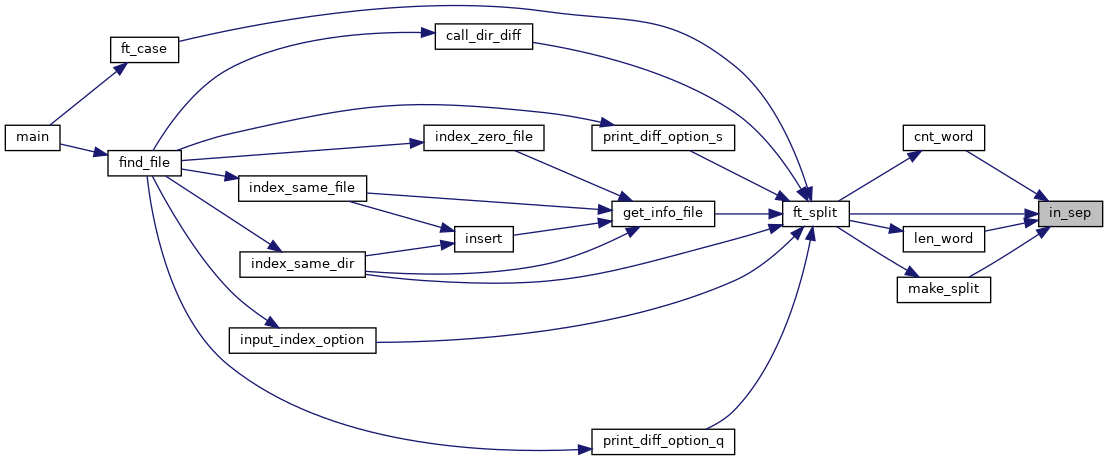 main
ft_case
find_file
call_dir_diff
index_zero_file
index_same_file
insert
index_same_dir
input_index_option
print_diff_option_s
get_info_file
print_diff_option_q
ft_split
cnt_word
len_word
make_split
in_sep